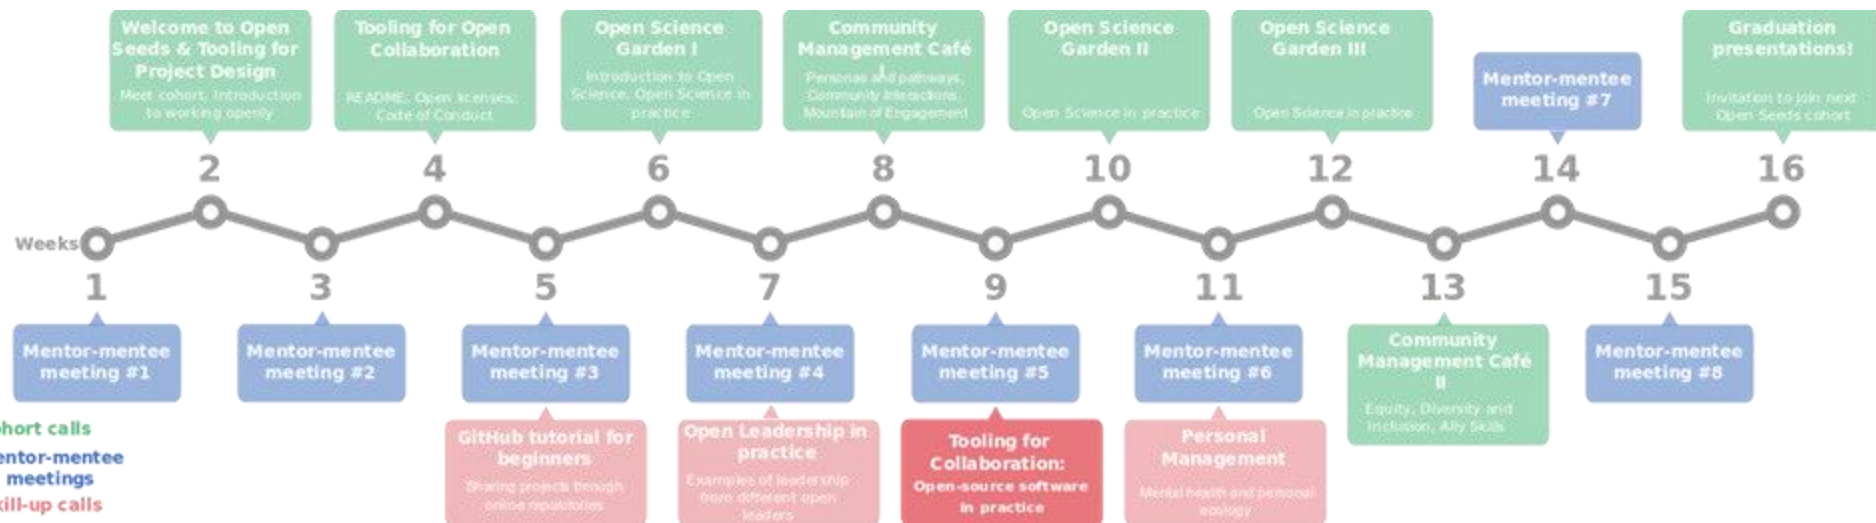 Welcome to Open
Seeds & Tooling for
Project Design
Meet cohort, Introduction
to working openly
Tooling for Open
Collaboration
README, Open licenses,
Code of Conduct
Open Science
Garden I
Introduction to Open
Science, Open Science in
practice
Community
Management Café
I
Personas and pathways,
Community Interactions,
Mountain of Engagement
Open Science
Garden II
Open Science in practice
Open Science
Garden III
Open Science in practice
Mentor-mentee
meeting #7
Graduation
presentations!
Invitation to join next
Open Seeds cohort
2
4
6
8
10
12
14
16
Weeks
1
3
5
7
9
11
13
15
Mentor-mentee
meeting #1
Mentor-mentee
meeting #2
Mentor-mentee
meeting #3
Mentor-mentee
meeting #4
Mentor-mentee
meeting #5
Mentor-mentee
meeting #6
Community
Management Café
II
Equity, Diversity and
Inclusion, Ally Skills
Mentor-mentee
meeting #8
GitHub tutorial for
beginners
Sharing projects through
online repositories
Open Leadership in
practice
Examples of leadership
from different open
leaders
Tooling for
Collaboration:
Open-source software
in practice
Personal
Management
Mental health and personal
ecology
hort calls
entor-mentee
meetings
kill-up calls